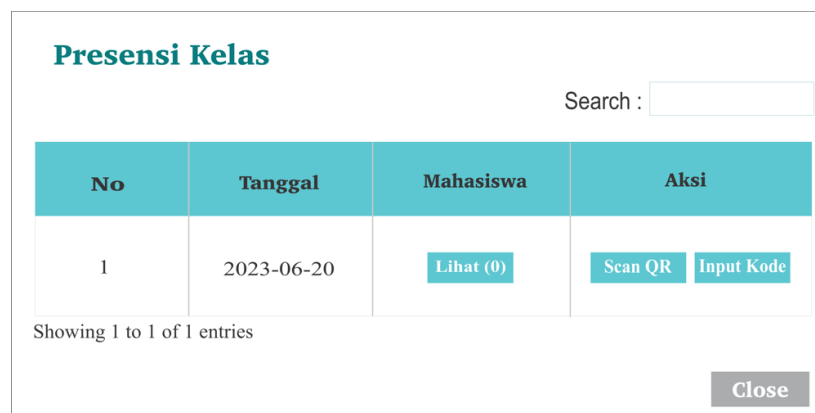 Presensi Kelas
Search :
No Tanggal Mahasiswa Aksi
1 2023-06-20 Lihat (0) Scan QR Input Kode
Showing 1 to 1 of 1 entries
Close